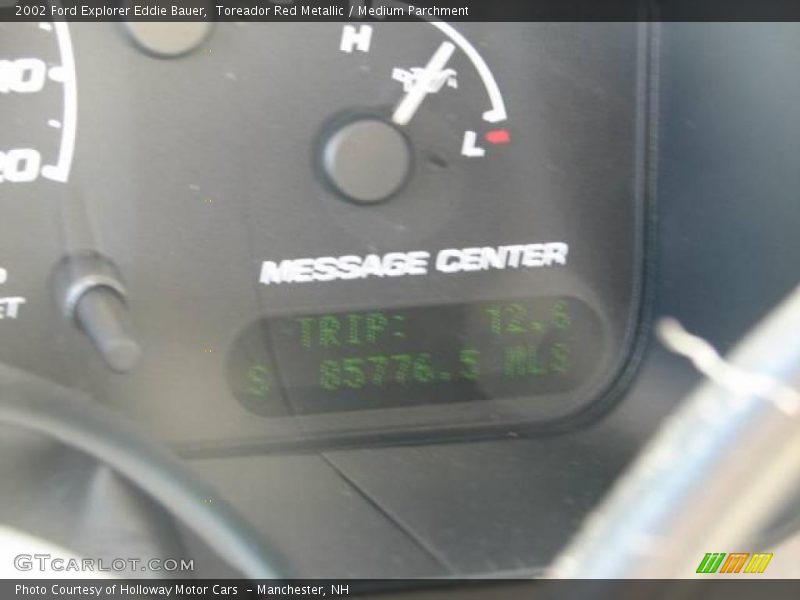 2002 Ford Explorer Eddie Bauer,  Toreador Red Metallic / Medium Parchment
H
L
MESSAGE CENTER
TRIP: 12.6
S 85776.5 MLS
GTCARLOT.COM
Photo Courtesy of Holloway Motor Cars  - Manchester, NH